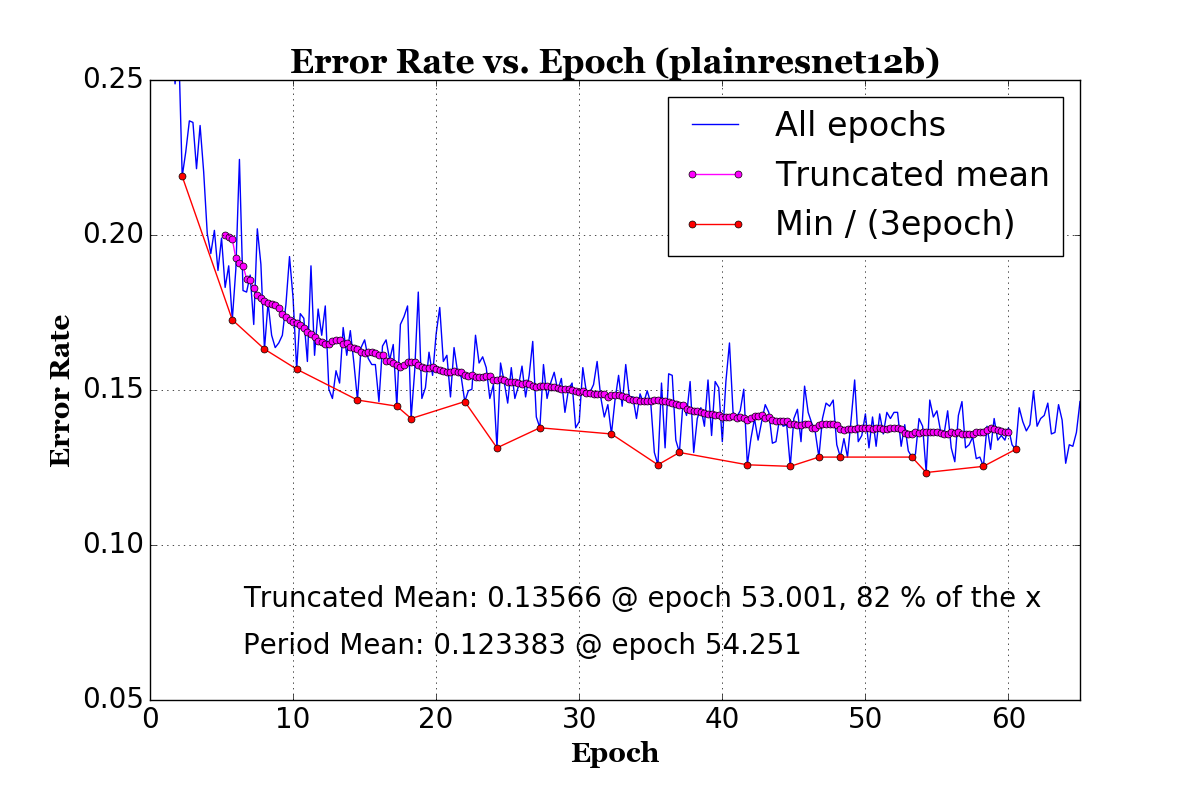 Error Rate vs. Epoch (plainresnet12b)
0.25
0.20
0.15
0.10
0.05
Error Rate
All epochs
Truncated mean
Min / (3epoch)
Truncated Mean: 0.13566 @ epoch 53.001, 82 % of the x
Period Mean: 0.123383 @ epoch 54.251
0 10 20 30 40 50 60
Epoch